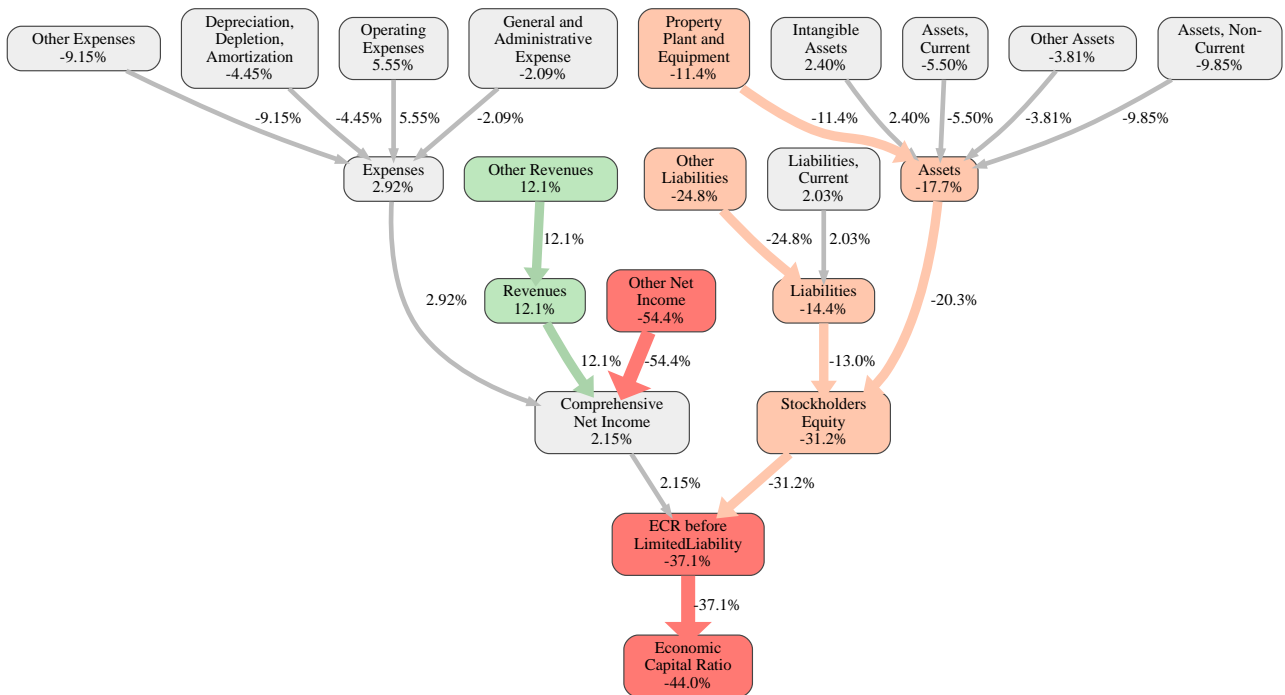 Other Expenses
-9.15%
Depreciation,
Depletion,
Amortization
-4.45%
Operating
Expenses
5.55%
General and
Administrative
Expense
-2.09%
Property
Plant and
Equipment
-11.4%
Intangible
Assets
2.40%
Assets,
Current
-5.50%
Other Assets
-3.81%
Assets, Non-
Current
-9.85%
-9.15%
-4.45%
5.55%
-2.09%
-11.4%
2.40%
-5.50%
-3.81%
-9.85%
Expenses
2.92%
Other Revenues
12.1%
Other
Liabilities
-24.8%
Liabilities,
Current
2.03%
Assets
-17.7%
12.1%
-24.8%
2.03%
2.92%
Revenues
12.1%
Other Net
Income
-54.4%
Liabilities
-14.4%
-20.3%
12.1%
-54.4%
-13.0%
Comprehensive
Net Income
2.15%
Stockholders
Equity
-31.2%
2.15%
-31.2%
ECR before
LimitedLiability
-37.1%
-37.1%
Economic
Capital Ratio
-44.0%